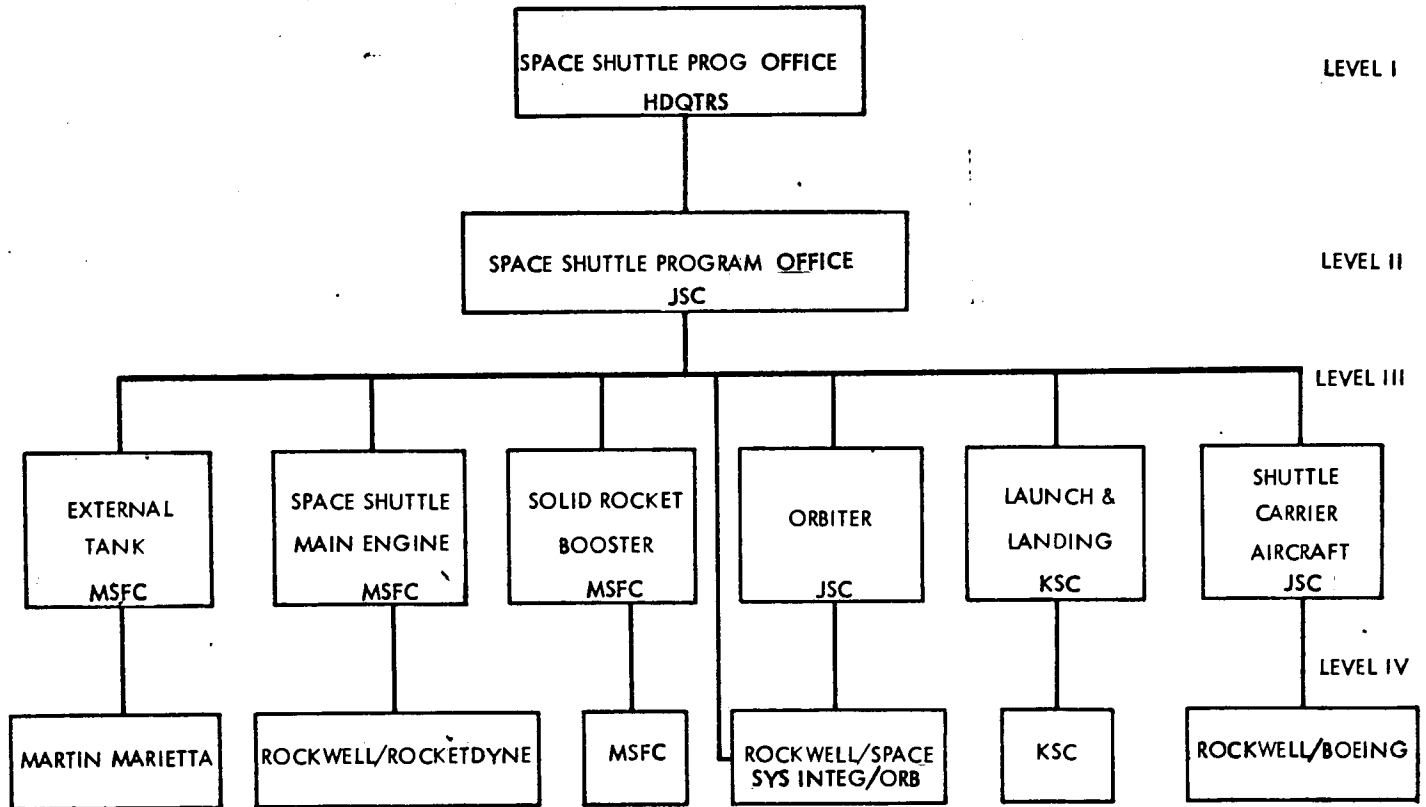 SPACE SHUTTLE PROG OFFICE
HDQTRS
LEVEL I
SPACE SHUTTLE PROGRAM OFFICE
JSC
LEVEL II
LEVEL III
EXTERNAL
TANK
MSFC
SPACE SHUTTLE
MAIN ENGINE
MSFC
SOLID ROCKET
BOOSTER
MSFC
ORBITER
JSC
LAUNCH &
LANDING
KSC
SHUTTLE
CARRIER
AIRCRAFT
JSC
LEVEL IV
MARTIN MARIETTA
ROCKWELL/ROCKETDYNE
MSFC
ROCKWELL/SPACE
SYS INTEG/ORB
KSC
ROCKWELL/BOEING